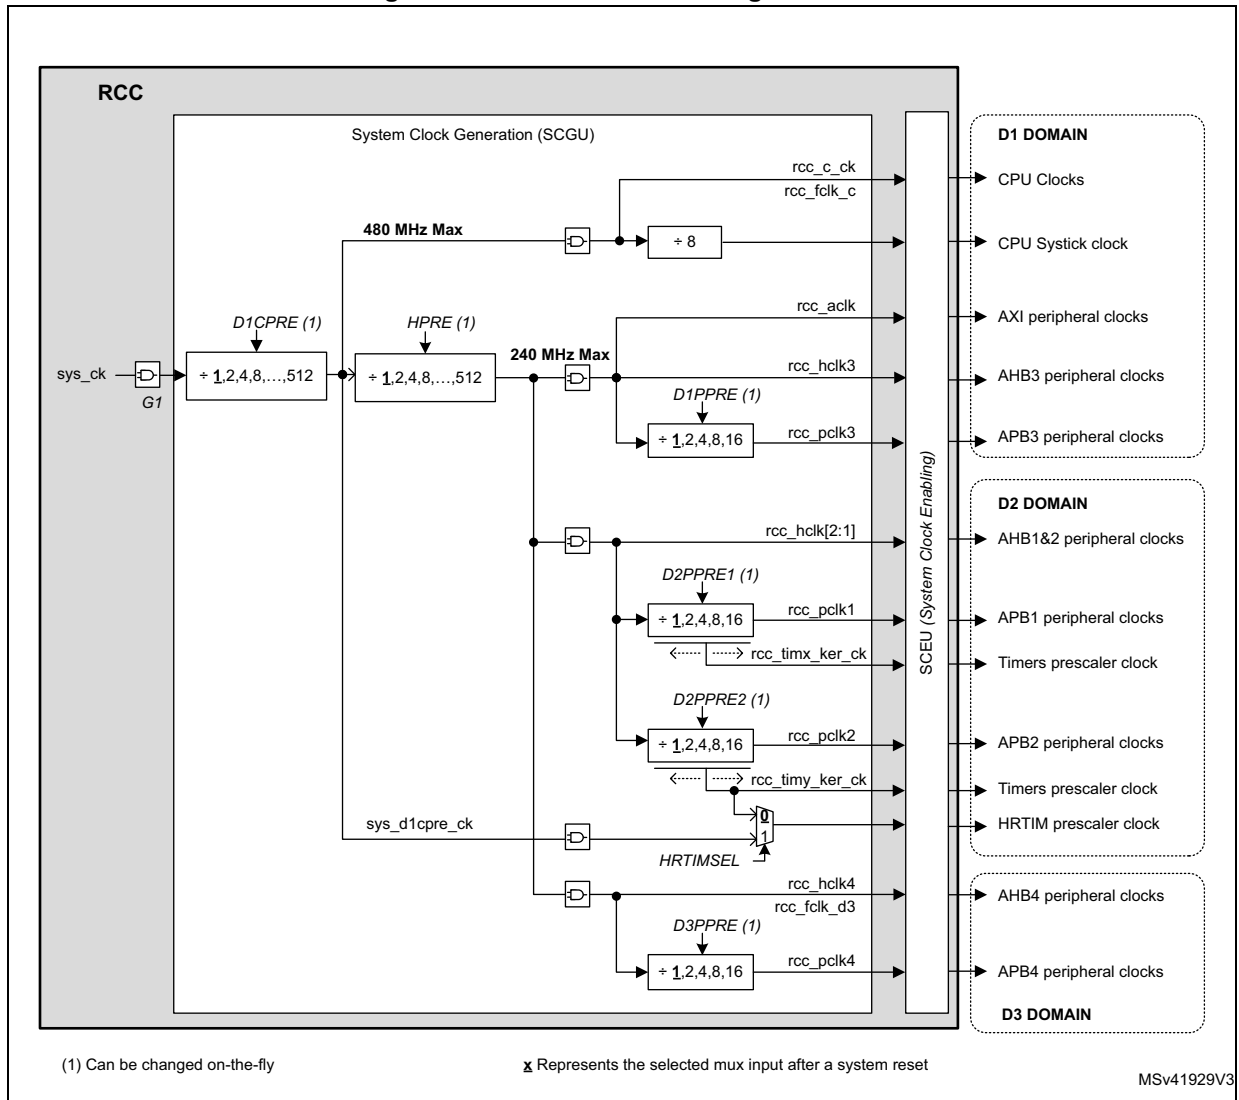 RCC
System Clock Generation (SCGU)
D1 DOMAIN
rcc_c_ck
CPU Clocks
rcc_fclk_c
480 MHz Max
÷ 8
CPU Systick clock
rcc_aclk
AXI peripheral clocks
D1CPRE (1)
HPRE (1)
240 MHz Max
sys_ck
÷ 1,2,4,8,…,512
÷ 1,2,4,8,…,512
rcc_hclk3
AHB3 peripheral clocks
G1
D1PPRE (1)
÷ 1,2,4,8,16
rcc_pclk3
APB3 peripheral clocks
SCEU (System Clock Enabling)
D2 DOMAIN
rcc_hclk[2:1]
AHB1&2 peripheral clocks
D2PPRE1 (1)
÷ 1,2,4,8,16
rcc_pclk1
APB1 peripheral clocks
rcc_timx_ker_ck
Timers prescaler clock
D2PPRE2 (1)
÷ 1,2,4,8,16
rcc_pclk2
APB2 peripheral clocks
rcc_timy_ker_ck
Timers prescaler clock
0
sys_d1cpre_ck
1
HRTIM prescaler clock
HRTIMSEL
rcc_hclk4
AHB4 peripheral clocks
rcc_fclk_d3
D3PPRE (1)
÷ 1,2,4,8,16
rcc_pclk4
APB4 peripheral clocks
D3 DOMAIN
(1) Can be changed on-the-fly
x Represents the selected mux input after a system reset
MSv41929V3